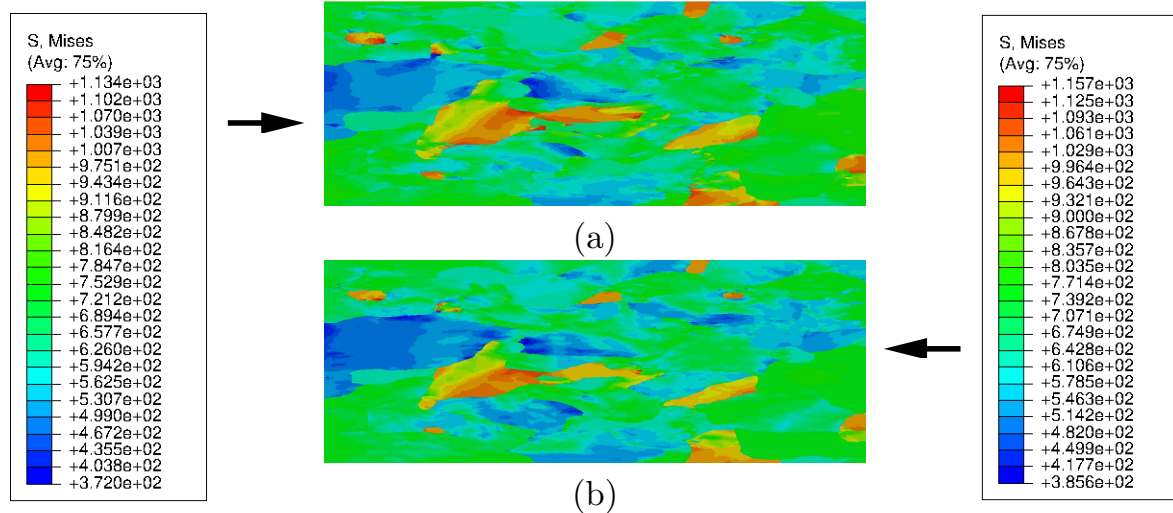 S, Mises
(Avg: 75%)
+1.134e+03
+1.102e+03
+1.070e+03
+1.039e+03
+1.007e+03
+9.751e+02
+9.434e+02
+9.116e+02
+8.799e+02
+8.482e+02
+8.164e+02
+7.847e+02
+7.529e+02
+7.212e+02
+6.894e+02
+6.577e+02
+6.260e+02
+5.942e+02
+5.625e+02
+5.307e+02
+4.990e+02
+4.672e+02
+4.355e+02
+4.038e+02
+3.720e+02
(a)
(b)
S, Mises
(Avg: 75%)
+1.157e+03
+1.125e+03
+1.093e+03
+1.061e+03
+1.029e+03
+9.964e+02
+9.643e+02
+9.321e+02
+9.000e+02
+8.678e+02
+8.357e+02
+8.035e+02
+7.714e+02
+7.392e+02
+7.071e+02
+6.749e+02
+6.428e+02
+6.106e+02
+5.785e+02
+5.463e+02
+5.142e+02
+4.820e+02
+4.499e+02
+4.177e+02
+3.856e+02